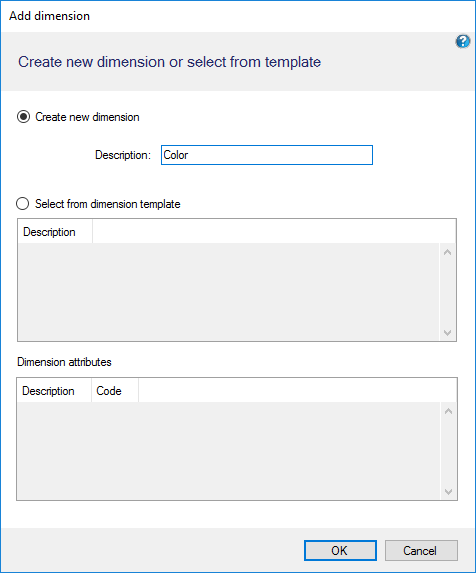 Add dimension
?
Create new dimension or select from template
Create new dimension
Description: Color
Select from dimension template
Description
Dimension attributes
Description Code
OK Cancel